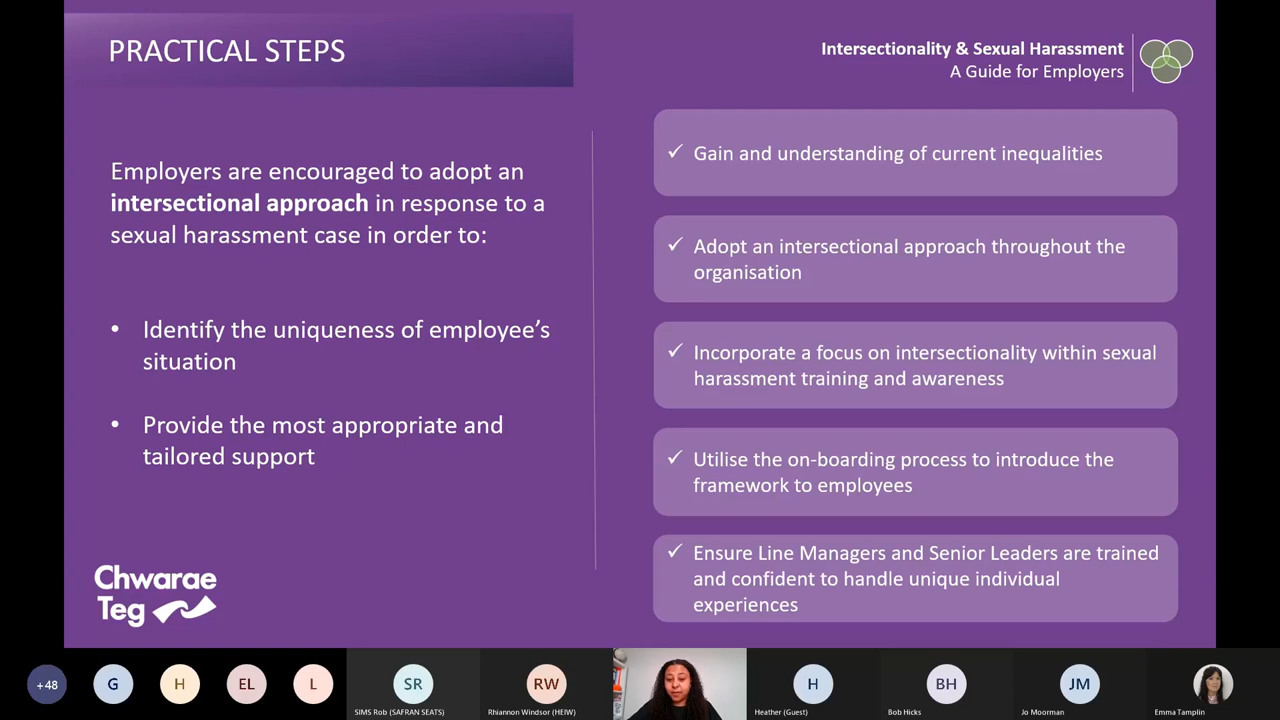 PRACTICAL STEPS
Intersectionality & Sexual Harassment
A Guide for Employers
Employers are encouraged to adopt an
intersectional approach in response to a
sexual harassment case in order to:
• Identify the uniqueness of employee’s
situation
• Provide the most appropriate and
tailored support
✓ Gain and understanding of current inequalities
✓ Adopt an intersectional approach throughout the
organisation
✓ Incorporate a focus on intersectionality within sexual
harassment training and awareness
✓ Utilise the on-boarding process to introduce the
framework to employees
✓ Ensure Line Managers and Senior Leaders are trained
and confident to handle unique individual
experiences
Chwarae
Teg
+48
G
H
EL
L
SR
SIMS Rob (SAFRAN SEATS)
RW
Rhiannon Windsor (HEIW)
H
Heather (Guest)
BH
Bob Hicks
JM
Jo Moorman
Emma Tamplin